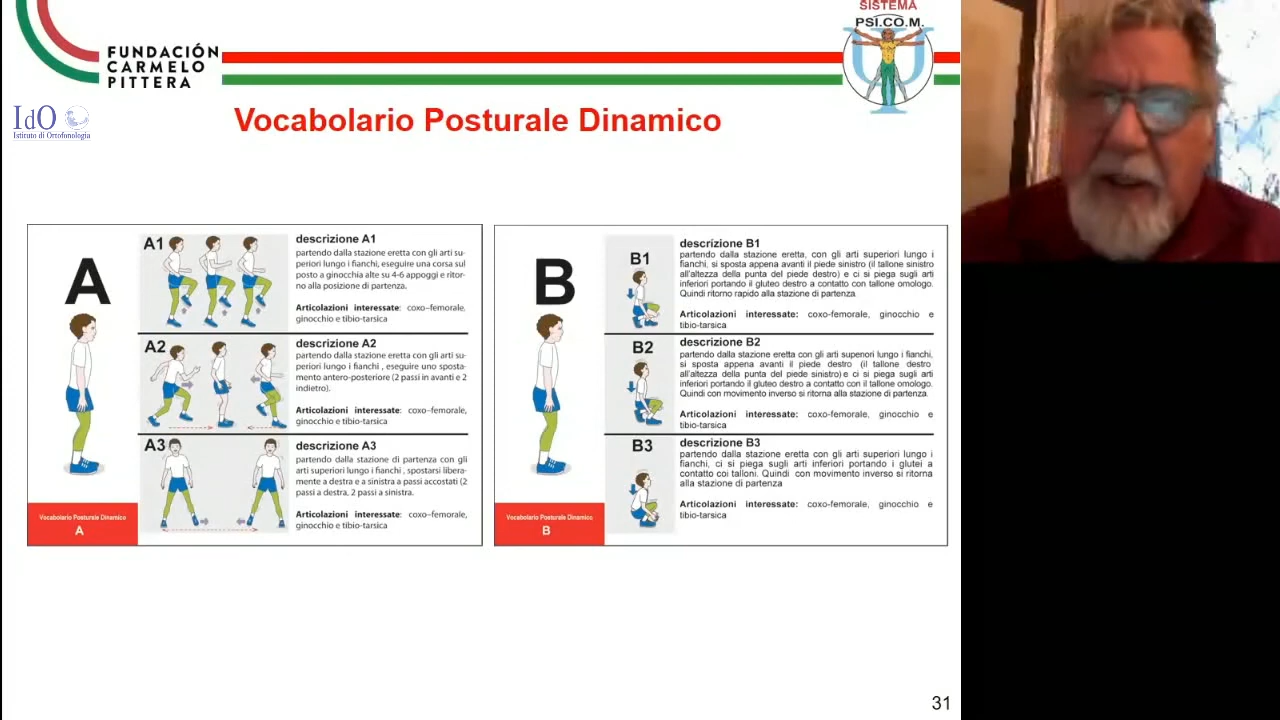 SISTEMA
PSI.CO.M.
FUNDACIÓN
CARMELO
PITTERA
IdO
Istituto di Ortofonologia
Vocabolario Posturale Dinamico
A
A1
descrizione A1
partendo dalla stazione eretta con gli arti su-
periori lungo i fianchi, eseguire una corsa sul
posto a ginocchia alte su 4-6 appoggi e ritor-
no alla posizione di partenza.
Articolazioni interessate: coxo–femorale,
ginocchio e tibio-tarsica
A2
descrizione A2
partendo dalla stazione eretta con gli arti su-
periori lungo i fianchi , eseguire uno sposta-
mento antero-posteriore (2 passi in avanti e 2
indietro).
Articolazioni interessate: coxo–femorale,
ginocchio e tibio-tarsica
A3
descrizione A3
partendo dalla stazione di partenza con gli
arti superiori lungo i fianchi , spostarsi libera-
mente a destra e a sinistra a passi accostati (2
passi a destra, 2 passi a sinistra.
Articolazioni interessate: coxo–femorale,
ginocchio e tibio-tarsica
Vocabolario Posturale Dinamico
A
B
B1
descrizione B1
partendo dalla stazione eretta, con gli arti superiori lungo i
fianchi, si sposta appena avanti il piede sinistro (il tallone sinistro
all'altezza della punta del piede destro) e ci si piega sugli arti
inferiori portando il gluteo destro a contatto con tallone omologo.
Quindi ritorno rapido alla stazione di partenza.
Articolazioni interessate: coxo-femorale, ginocchio e
tibio-tarsica
B2
descrizione B2
partendo dalla stazione eretta con gli arti superiori lungo i fianchi,
si sposta appena avanti il piede destro (il tallone destro
all'altezza della punta del piede sinistro) e ci si piega sugli arti
inferiori portando il gluteo destro a contatto con il tallone omologo.
Quindi con movimento inverso si ritorna alla stazione di partenza.
Articolazioni interessate: coxo-femorale, ginocchio e
tibio-tarsica
B3
descrizione B3
partendo dalla stazione eretta con gli arti superiori lungo i
fianchi, ci si piega sugli arti inferiori portando i glutei a
contatto coi talloni. Quindi con movimento inverso si ritorna
alla stazione di partenza
Articolazioni interessate: coxo-femorale, ginocchio e
tibio-tarsica
Vocabolario Posturale Dinamico
B
31